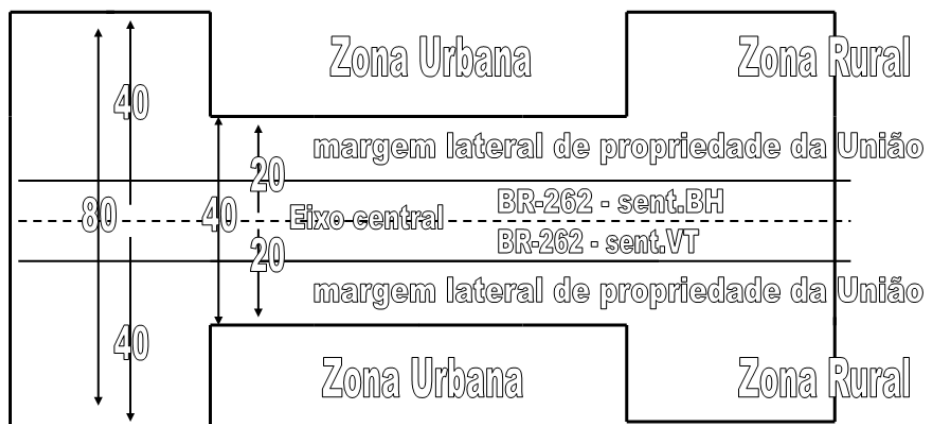 Zona Urbana
Zona Rural
40
margem lateral de propriedade da União
20
BR-262 - sent.BH
80
40
Eixo central
BR-262 - sent.VT
20
margem lateral de propriedade da União
40
Zona Urbana
Zona Rural